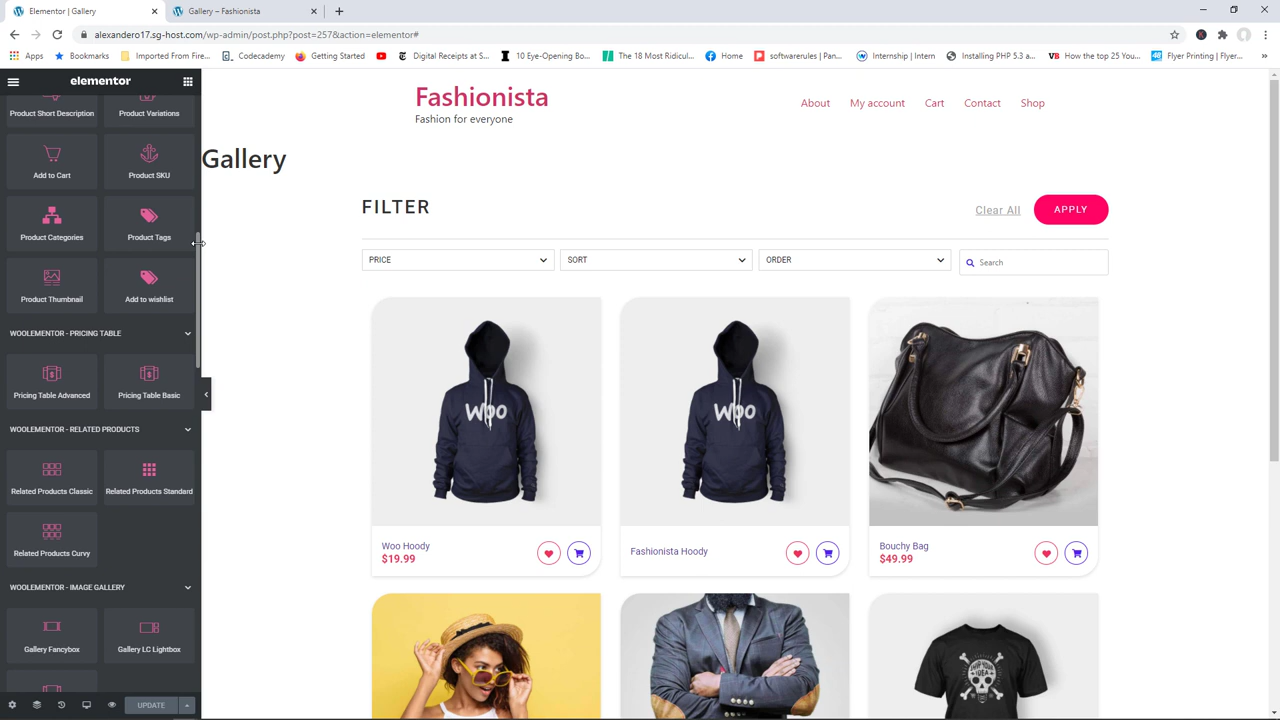 Elementor | Gallery
Gallery – Fashionista
alexandero17.sg-host.com/wp-admin/post.php?post=257&action=elementor#
Apps
Bookmarks
Imported From Fire...
Codecademy
Getting Started
Digital Receipts at S...
10 Eye-Opening Bo...
The 18 Most Ridicul...
Home
softwarerules | Pan...
Internship | Intern
Installing PHP 5.3 a...
How the top 25 You...
Flyer Printing | Flyer...
elementor
Product Short Description
Product Variations
Add to Cart
Product SKU
Product Categories
Product Tags
Product Thumbnail
Add to wishlist
WOOLEMENTOR - PRICING TABLE
Pricing Table Advanced
Pricing Table Basic
WOOLEMENTOR - RELATED PRODUCTS
Related Products Classic
Related Products Standard
Related Products Curvy
WOOLEMENTOR - IMAGE GALLERY
Gallery Fancybox
Gallery LC Lightbox
UPDATE
Fashionista
Fashion for everyone
About
My account
Cart
Contact
Shop
Gallery
FILTER
Clear All
APPLY
PRICE
SORT
ORDER
Search
WOO
WOO
Woo Hoody
$19.99
Fashionista Hoody
Bouchy Bag
$49.99